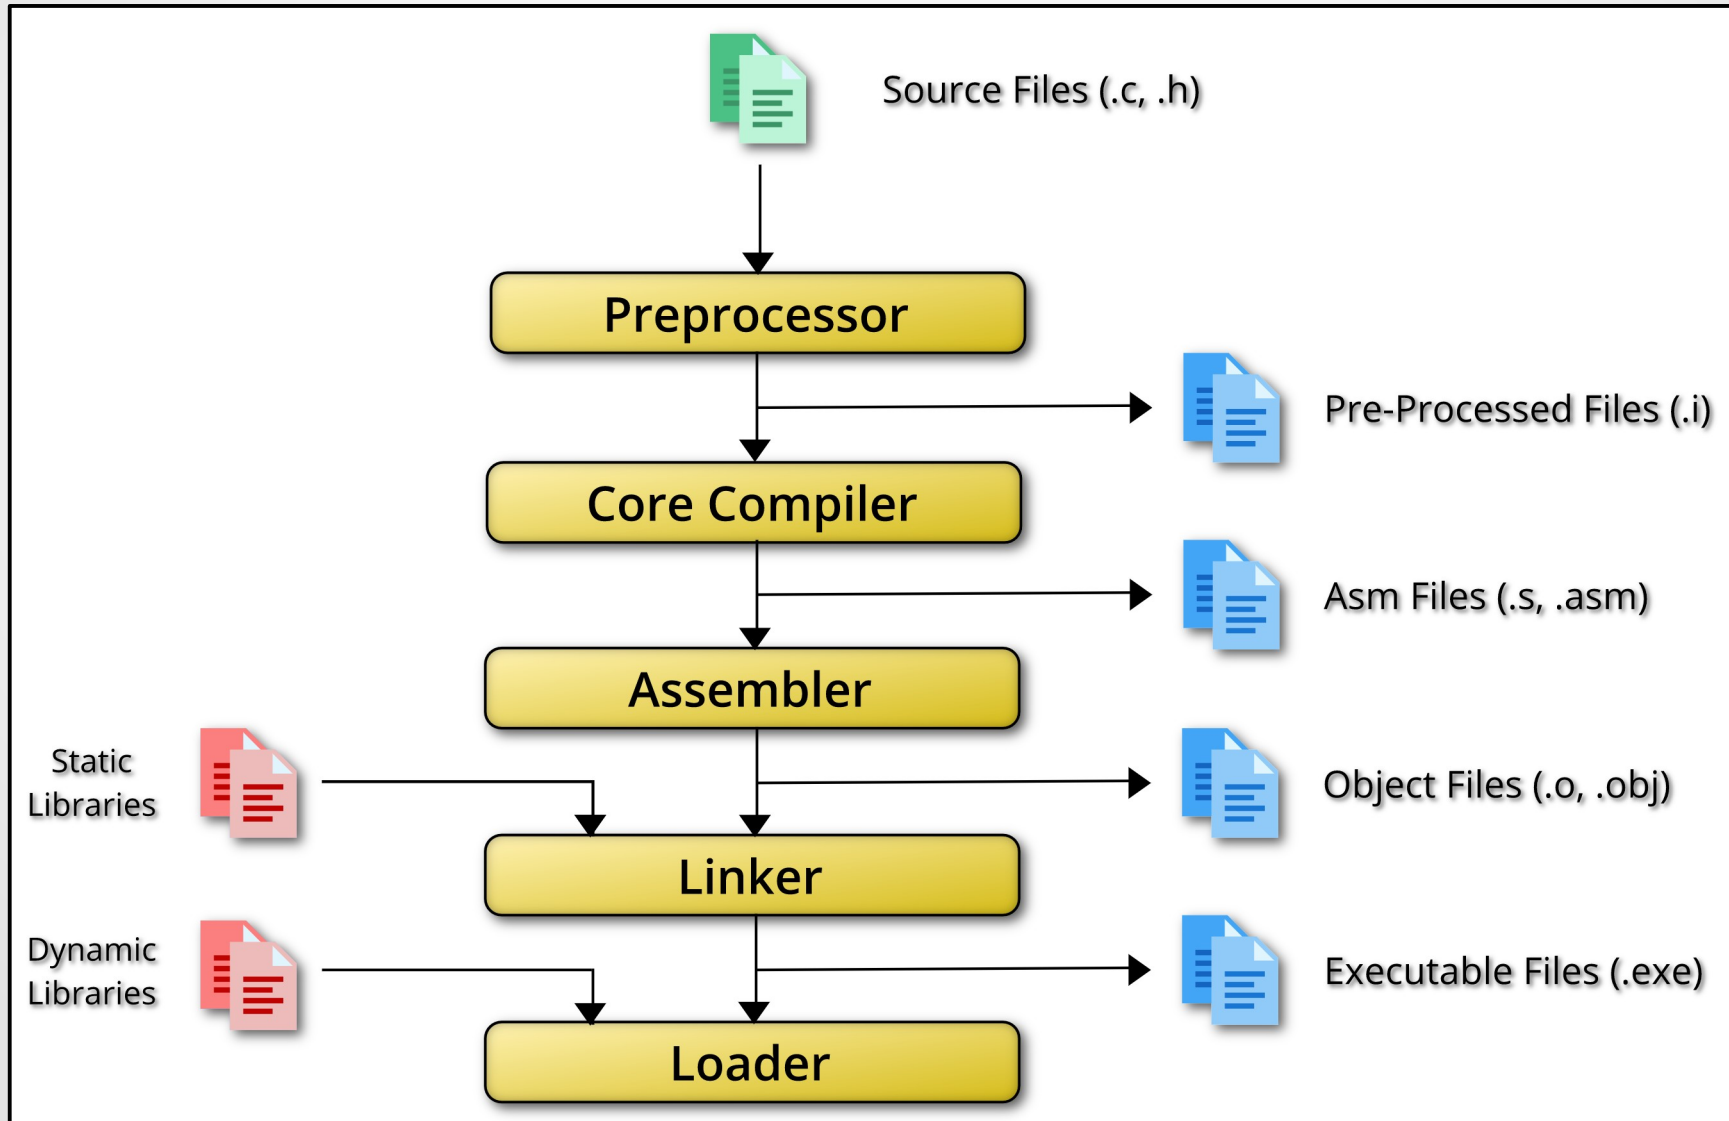 Source Files (.c, .h)
Preprocessor
Pre-Processed Files (.i)
Core Compiler
Asm Files (.s, .asm)
Assembler
Static
Libraries
Object Files (.o, .obj)
Linker
Dynamic
Libraries
Executable Files (.exe)
Loader